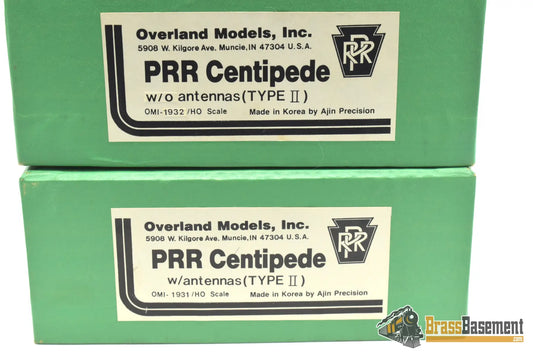 Overland Models, Inc.
5908 W. Kilgore Ave. Muncie, IN 47304 U.S.A.
PRR Centipede
w/o antennas (TYPE II)
OMI-1932/HO Scale Made in Korea by Ajin Precision
PRR
Overland Models, Inc.
5908 W. Kilgore Ave. Muncie, IN 47304 U.S.A.
PRR Centipede
w/antennas (TYPE II)
OMI-1931/HO Scale Made in Korea by Ajin Precision
PRR
BrassBasement
.com